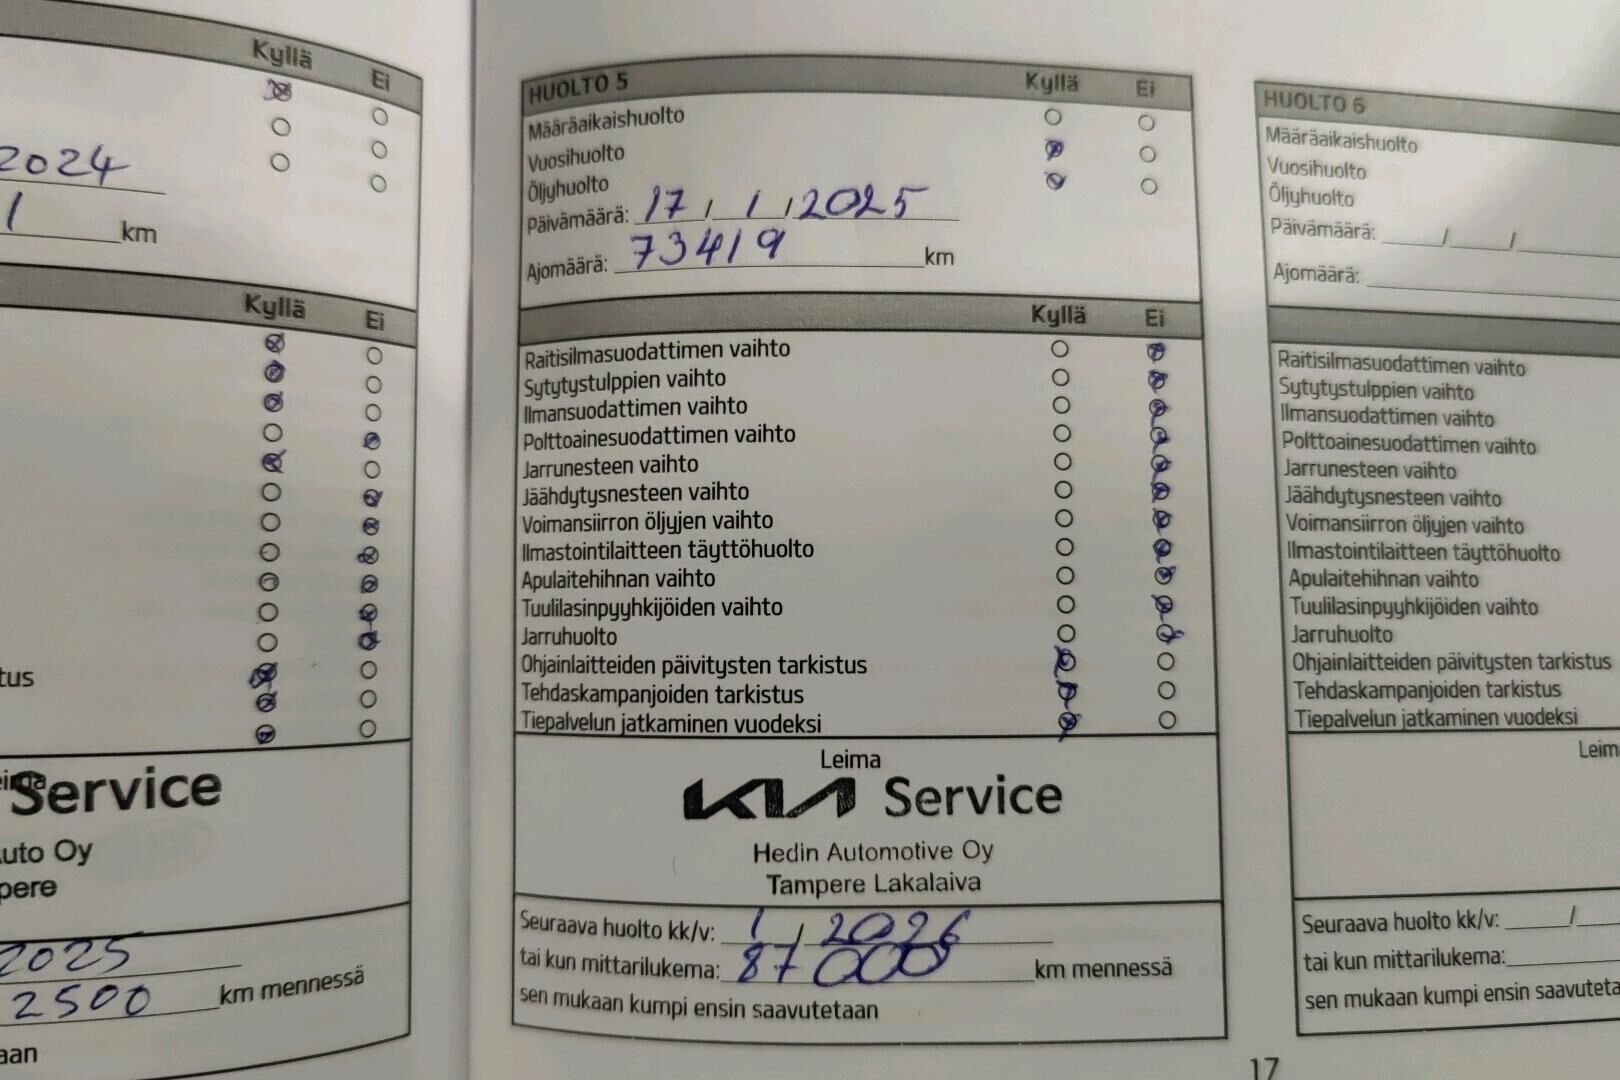 Kyllä Ei
2024
1 km
Kyllä Ei
tus
Service
uto Oy
pere
2025
2500 km mennessä
aan
HUOLTO 5 Kyllä Ei
Määräaikaishuolto
Vuosihuolto
Öljyhuolto
Päivämäärä: 17 / 1 / 2025
Ajomäärä: 73419 km
Kyllä Ei
Raitisilmasuodattimen vaihto
Sytytystulppien vaihto
Ilmansuodattimen vaihto
Polttoainesuodattimen vaihto
Jarrunesteen vaihto
Jäähdytysnesteen vaihto
Voimansiirron öljyjen vaihto
Ilmastointilaitteen täyttöhuolto
Apulaitehihnan vaihto
Tuulilasinpyyhkijöiden vaihto
Jarruhuolto
Ohjainlaitteiden päivitysten tarkistus
Tehdaskampanjoiden tarkistus
Tiepalvelun jatkaminen vuodeksi
Leima
KIA Service
Hedin Automotive Oy
Tampere Lakalaiva
Seuraava huolto kk/v: 1 / 2026
tai kun mittarilukema: 87000 km mennessä
sen mukaan kumpi ensin saavutetaan
HUOLTO 6
Määräaikaishuolto
Vuosihuolto
Öljyhuolto
Päivämäärä: / /
Ajomäärä:
Raitisilmasuodattimen vaihto
Sytytystulppien vaihto
Ilmansuodattimen vaihto
Polttoainesuodattimen vaihto
Jarrunesteen vaihto
Jäähdytysnesteen vaihto
Voimansiirron öljyjen vaihto
Ilmastointilaitteen täyttöhuolto
Apulaitehihnan vaihto
Tuulilasinpyyhkijöiden vaihto
Jarruhuolto
Ohjainlaitteiden päivitysten tarkistus
Tehdaskampanjoiden tarkistus
Tiepalvelun jatkaminen vuodeksi
Leim
Seuraava huolto kk/v: /
tai kun mittarilukema:
sen mukaan kumpi ensin saavuteta
17